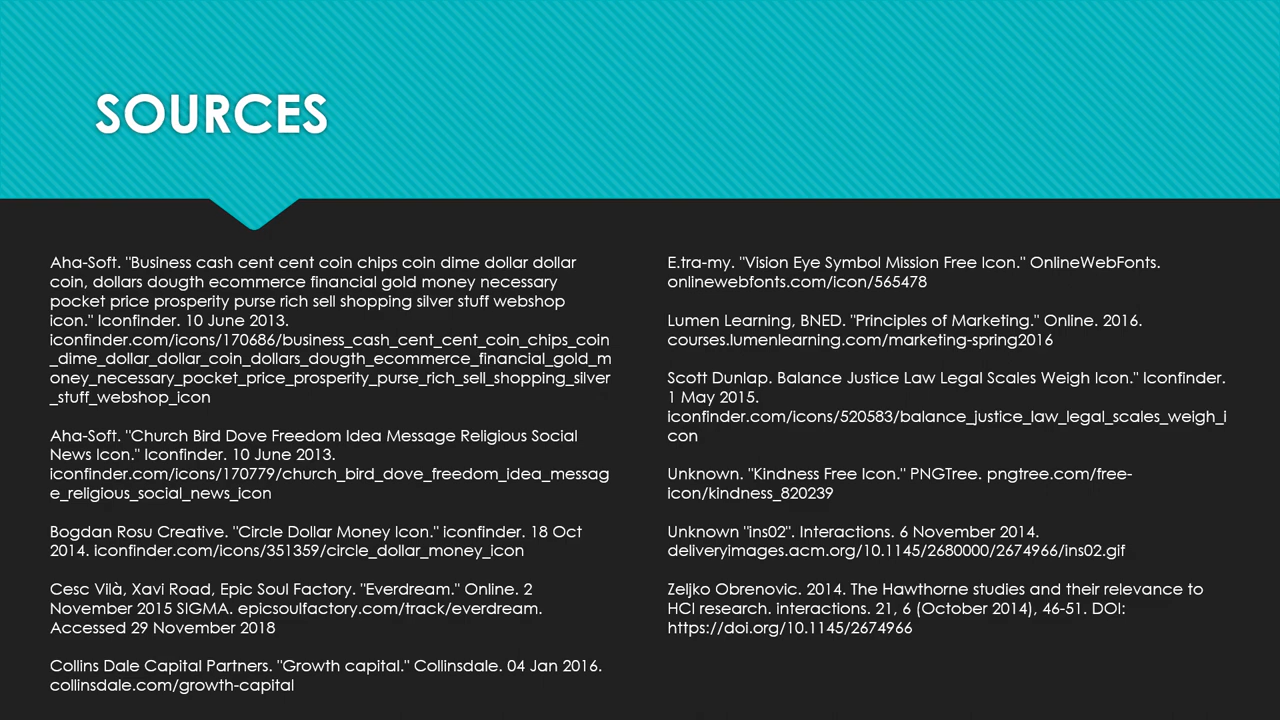 SOURCES
Aha-Soft. "Business cash cent cent coin chips coin dime dollar dollar
coin, dollars dougth ecommerce financial gold money necessary
pocket price prosperity purse rich sell shopping silver stuff webshop
icon." Iconfinder. 10 June 2013.
iconfinder.com/icons/170686/business_cash_cent_cent_coin_chips_coin
_dime_dollar_dollar_coin_dollars_dougth_ecommerce_financial_gold_m
oney_necessary_pocket_price_prosperity_purse_rich_sell_shopping_silver
_stuff_webshop_icon
Aha-Soft. "Church Bird Dove Freedom Idea Message Religious Social
News Icon." Iconfinder. 10 June 2013.
iconfinder.com/icons/170779/church_bird_dove_freedom_idea_messag
e_religious_social_news_icon
Bogdan Rosu Creative. "Circle Dollar Money Icon." iconfinder. 18 Oct
2014. iconfinder.com/icons/351359/circle_dollar_money_icon
Cesc Vilà, Xavi Road, Epic Soul Factory. "Everdream." Online. 2
November 2015 SIGMA. epicsoulfactory.com/track/everdream.
Accessed 29 November 2018
Collins Dale Capital Partners. "Growth capital." Collinsdale. 04 Jan 2016.
collinsdale.com/growth-capital
E.tra-my. "Vision Eye Symbol Mission Free Icon." OnlineWebFonts.
onlinewebfonts.com/icon/565478
Lumen Learning, BNED. "Principles of Marketing." Online. 2016.
courses.lumenlearning.com/marketing-spring2016
Scott Dunlap. Balance Justice Law Legal Scales Weigh Icon." Iconfinder.
1 May 2015.
iconfinder.com/icons/520583/balance_justice_law_legal_scales_weigh_i
con
Unknown. "Kindness Free Icon." PNGTree. pngtree.com/free-
icon/kindness_820239
Unknown "ins02". Interactions. 6 November 2014.
deliveryimages.acm.org/10.1145/2680000/2674966/ins02.gif
Zeljko Obrenovic. 2014. The Hawthorne studies and their relevance to
HCI research. interactions. 21, 6 (October 2014), 46-51. DOI:
https://doi.org/10.1145/2674966